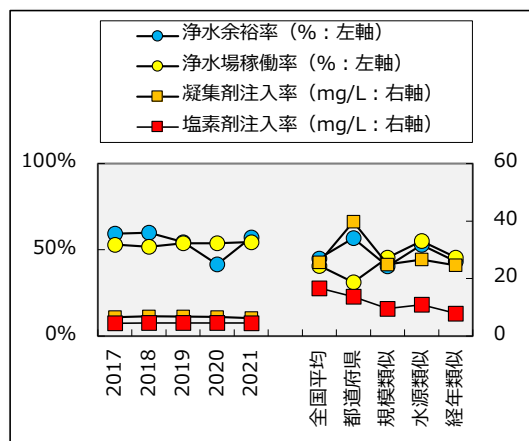 浄水余裕率（%：左軸）
浄水場稼働率（%：左軸）
凝集剤注入率（mg/L：右軸）
塩素剤注入率（mg/L：右軸）
100%
60
40
50%
20
0%
0
2017
2018
2019
2020
2021
全国平均
都道府県
規模類似
水源類似
経年類似